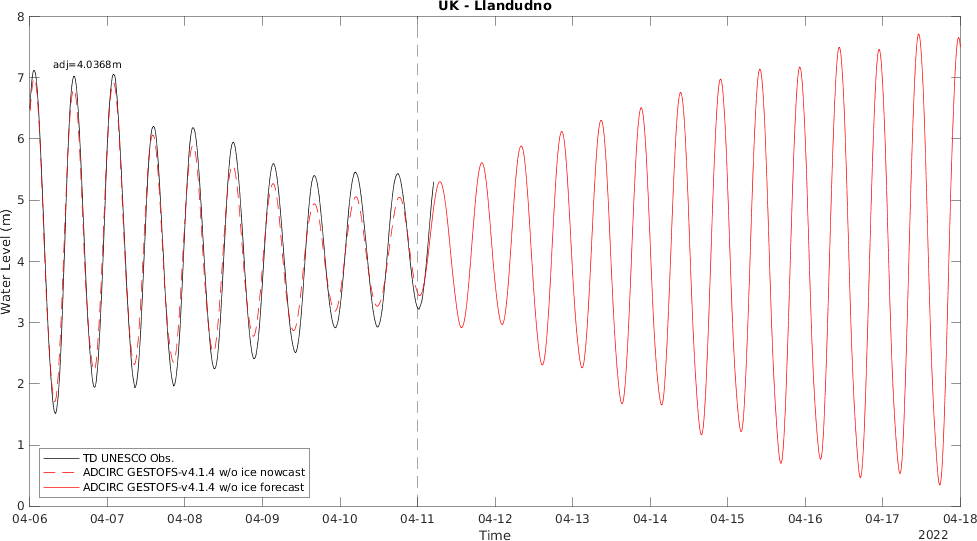 UK - Llandudno
adj=4.0368m
Water Level (m)
8
7
6
5
4
3
2
1
0
TD UNESCO Obs.
ADCIRC GESTOFS-v4.1.4 w/o ice nowcast
ADCIRC GESTOFS-v4.1.4 w/o ice forecast
04-06 04-07 04-08 04-09 04-10 04-11 04-12 04-13 04-14 04-15 04-16 04-17 04-18
Time
2022